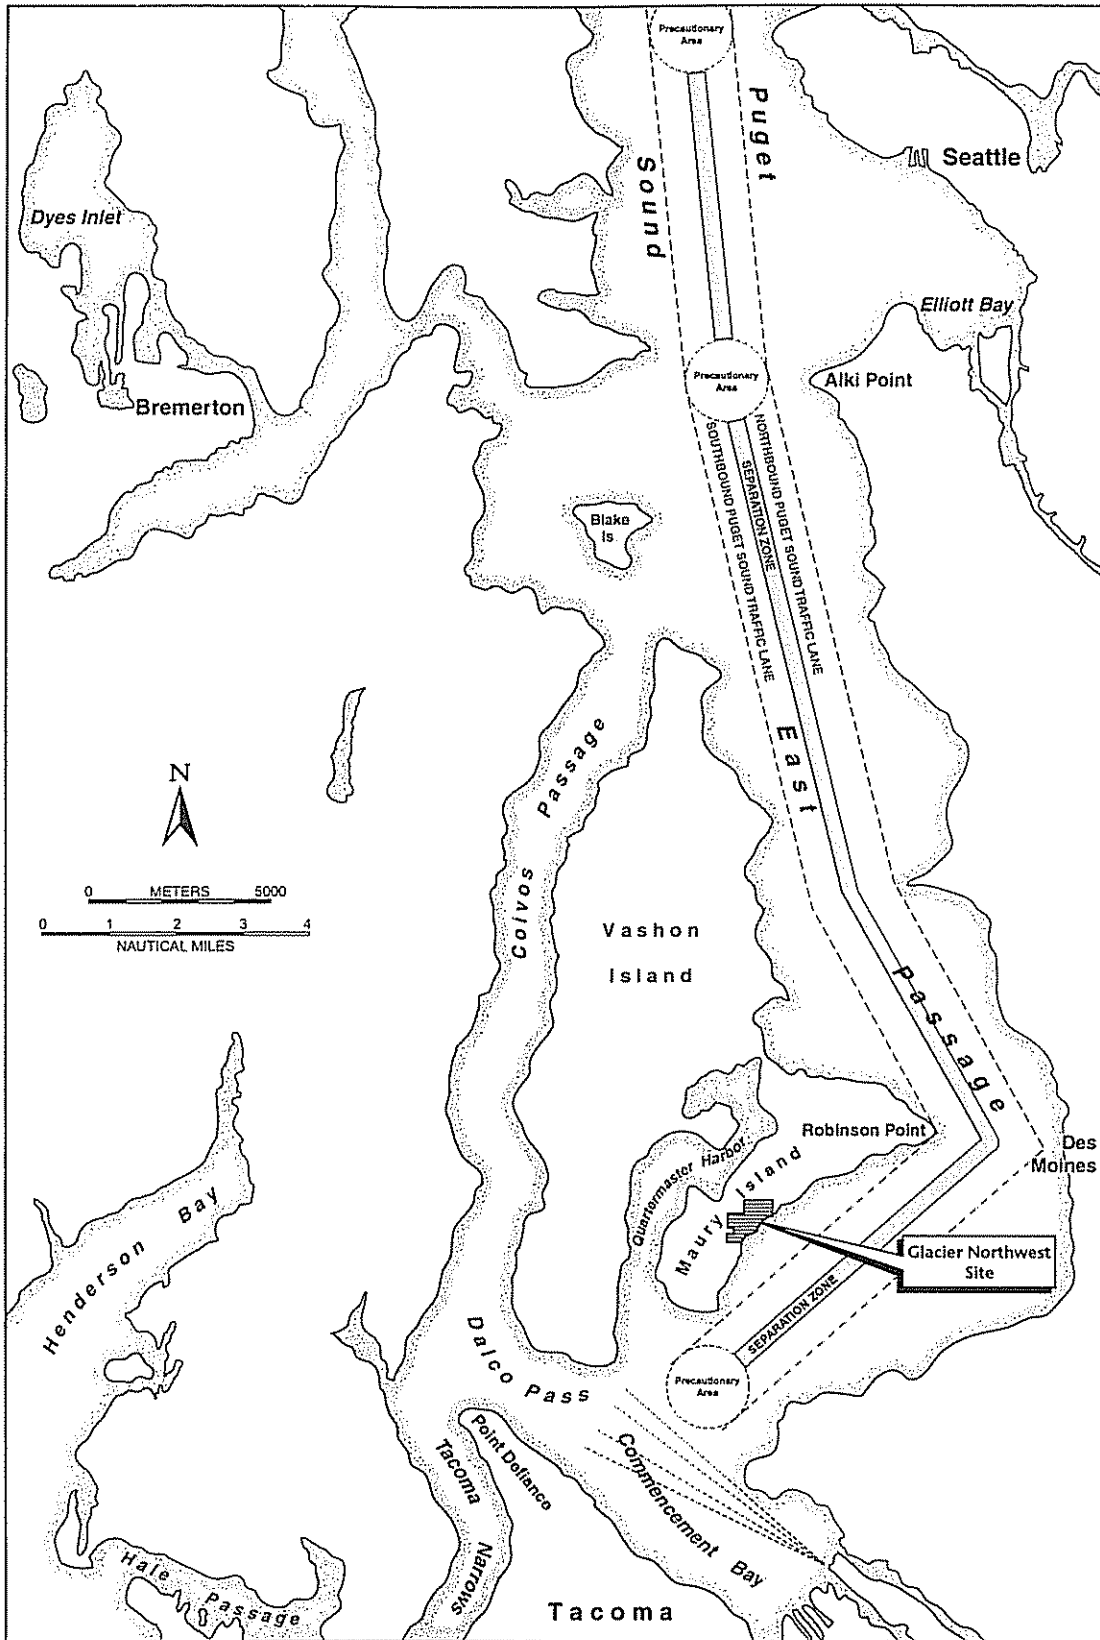 Precautionary
Area
Puget
Sound
Seattle
Dyes Inlet
Elliott Bay
Precautionary
Area
Alki Point
Bremerton
SOUTHBOUND PUGET SOUND TRAFFIC LANE
SEPARATION ZONE
NORTHBOUND PUGET SOUND TRAFFIC LANE
Blake
Is
East
Passage
Colvos Passage
N
0 METERS 5000
0 1 2 3 4
NAUTICAL MILES
Vashon
Island
Robinson Point
Des
Moines
Quartermaster Harbor
Maury Island
Henderson Bay
Glacier Northwest
Site
SEPARATION ZONE
Dalco Pass
Precautionary
Area
Point Defiance
Tacoma Narrows
Commencement Bay
Hale Passage
Tacoma